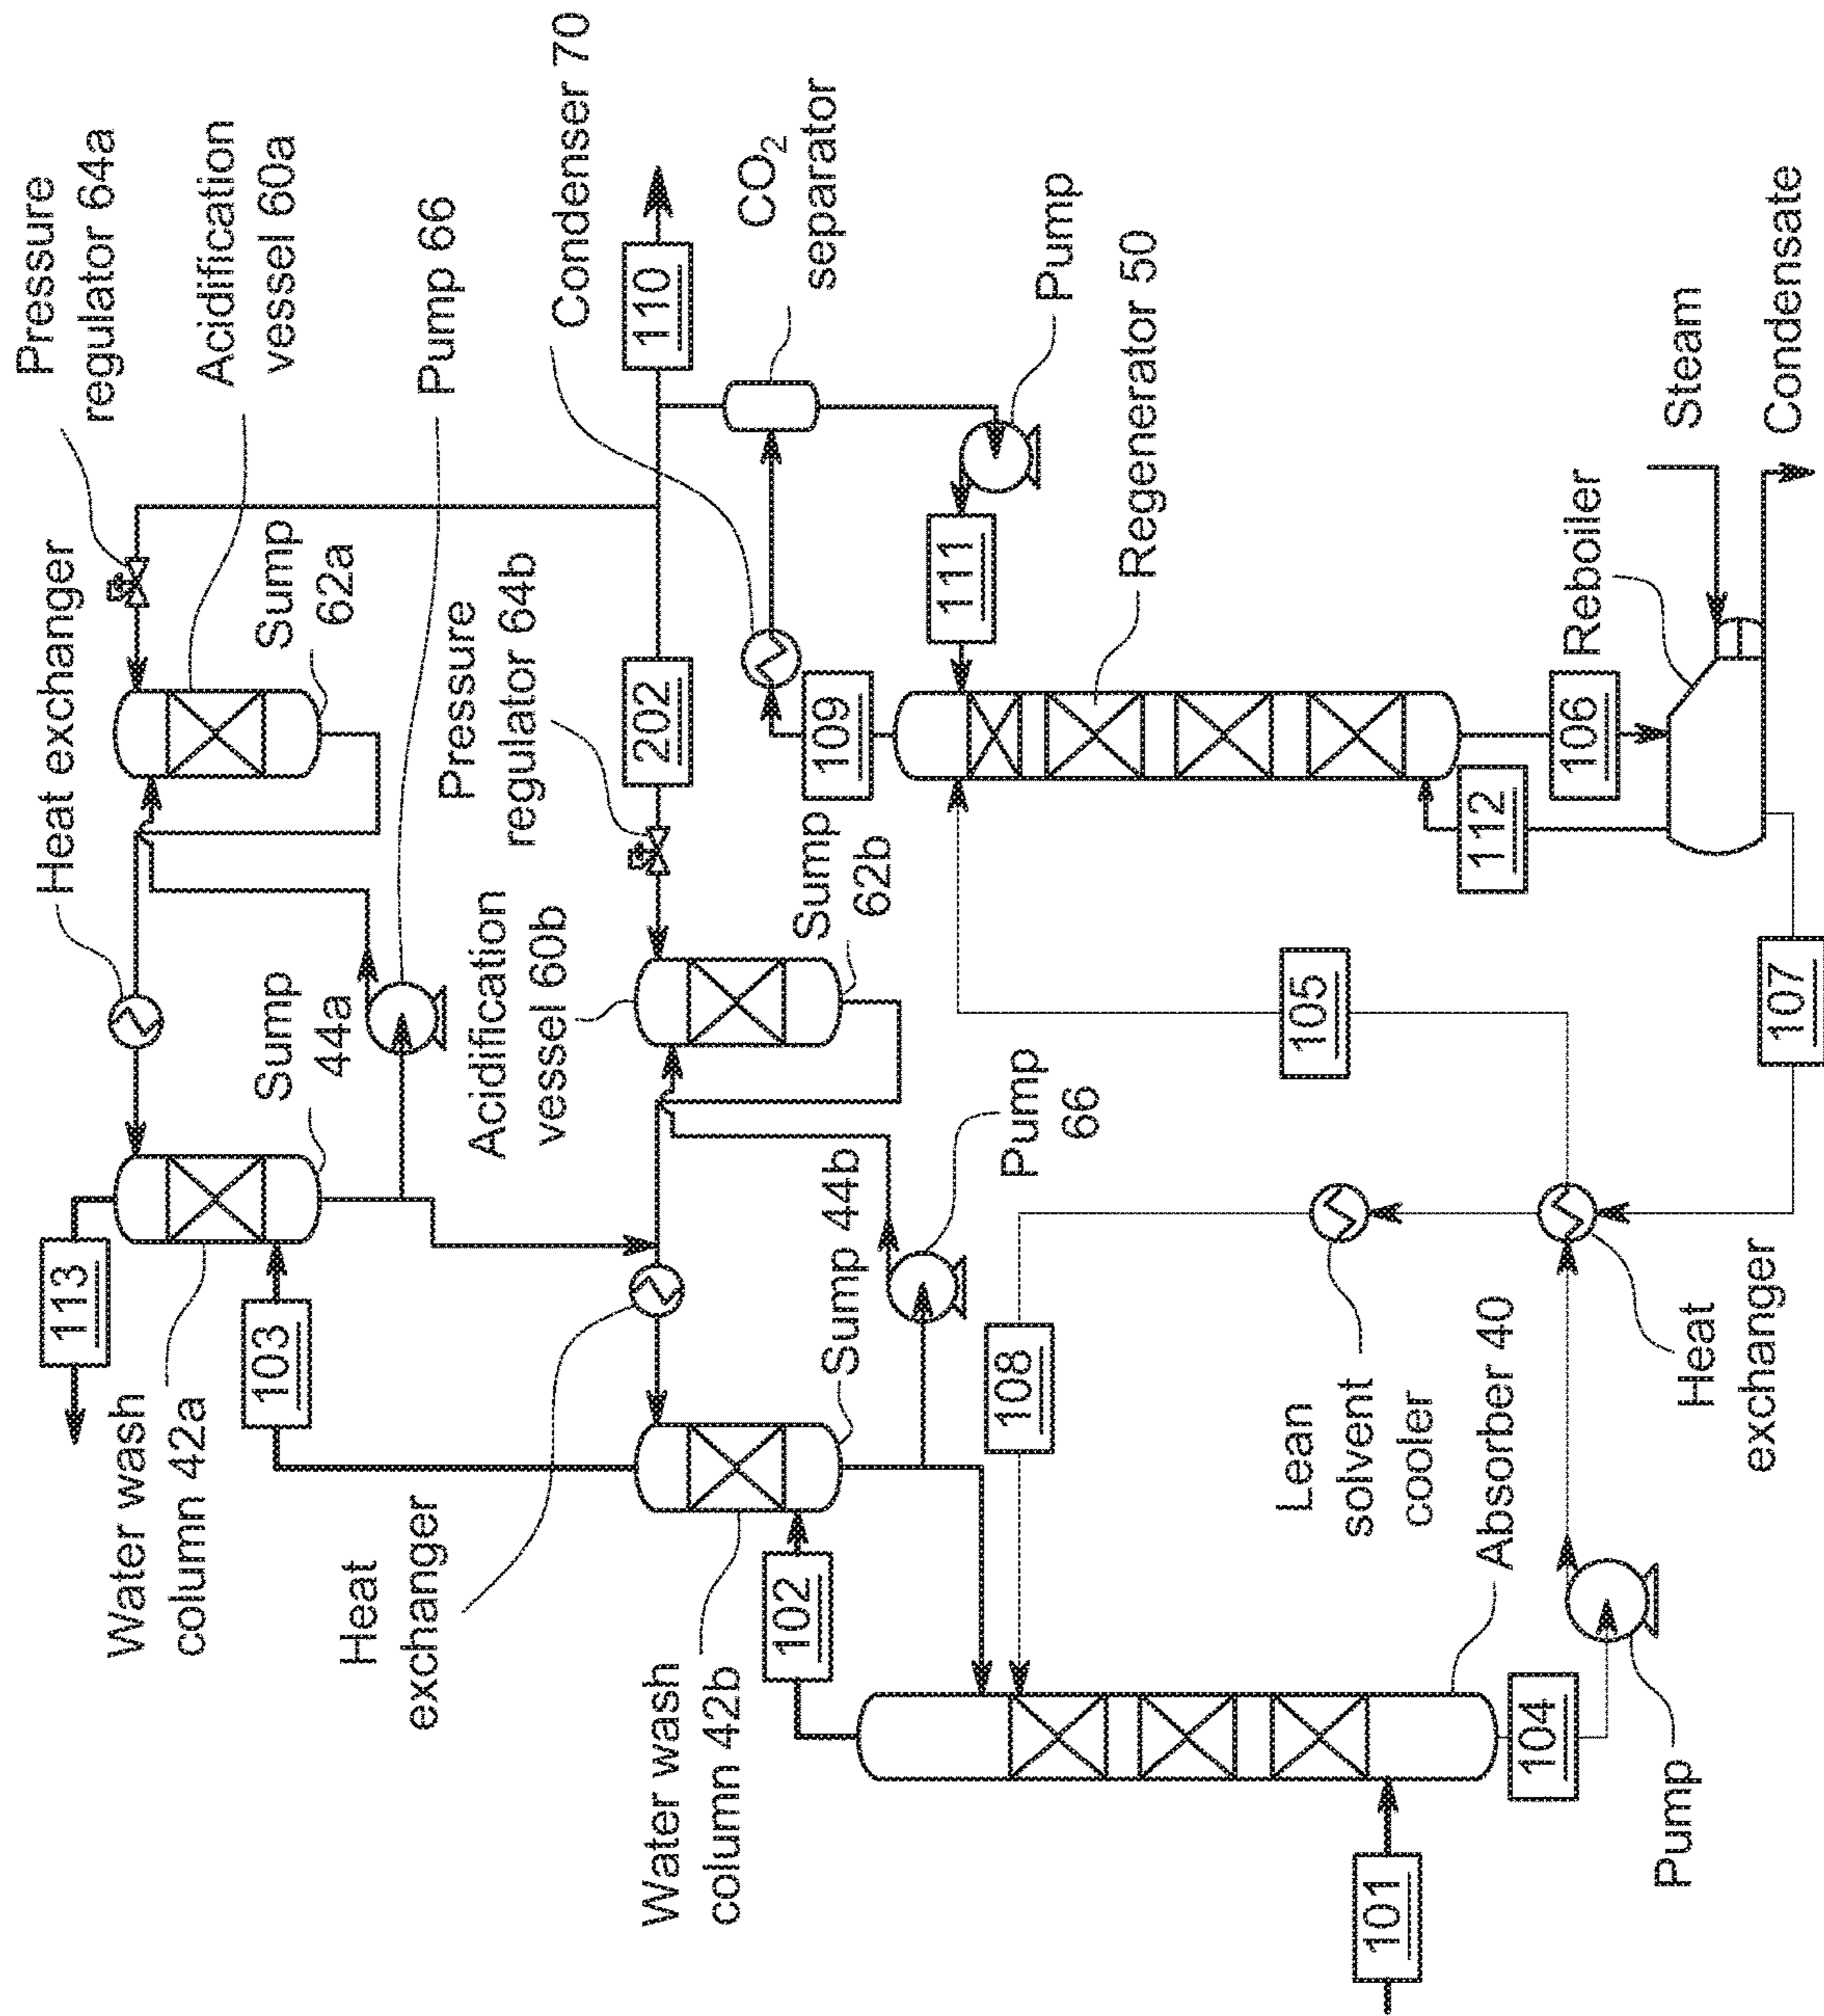 Pressure
regulator 64a
Acidification
vessel 60a
Pump 66
Condenser 70
110
CO2
separator
Pump
Heat exchanger
Sump
62a
Pressure
regulator 64b
202
109
111
Regenerator 50
Steam
Condensate
Reboiler
106
112
Sump
44a
Acidification
vessel 60b
Sump
62b
105
107
113
103
Water wash
column 42a
Heat
exchanger
Sump 44b
Pump
66
108
Lean
solvent
cooler
Heat
exchanger
Water wash
column 42b
102
Absorber 40
104
101
Pump